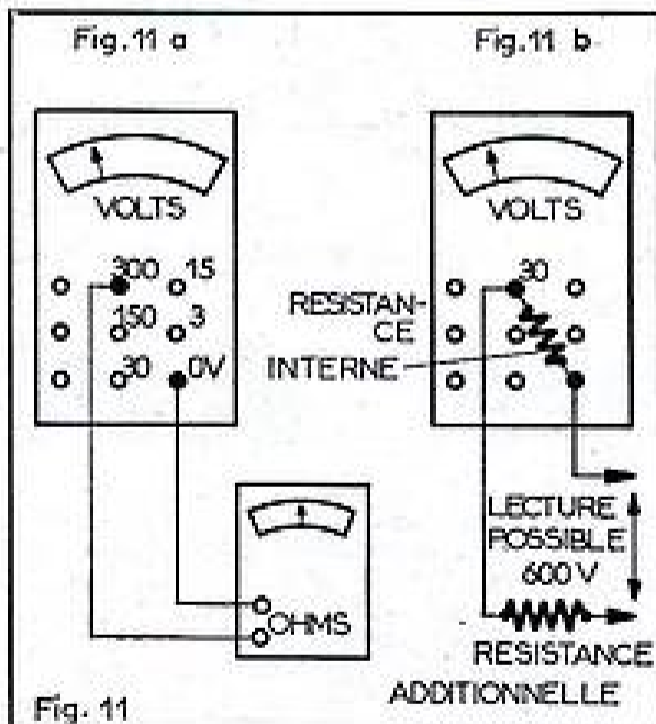 Fig. 11 a
VOLTS
300 15
150 3
30 0V
OHMS
Fig. 11 b
VOLTS
30
RESISTAN-
CE
INTERNE
LECTURE
POSSIBLE
600 V
RESISTANCE
ADDITIONNELLE
Fig. 11